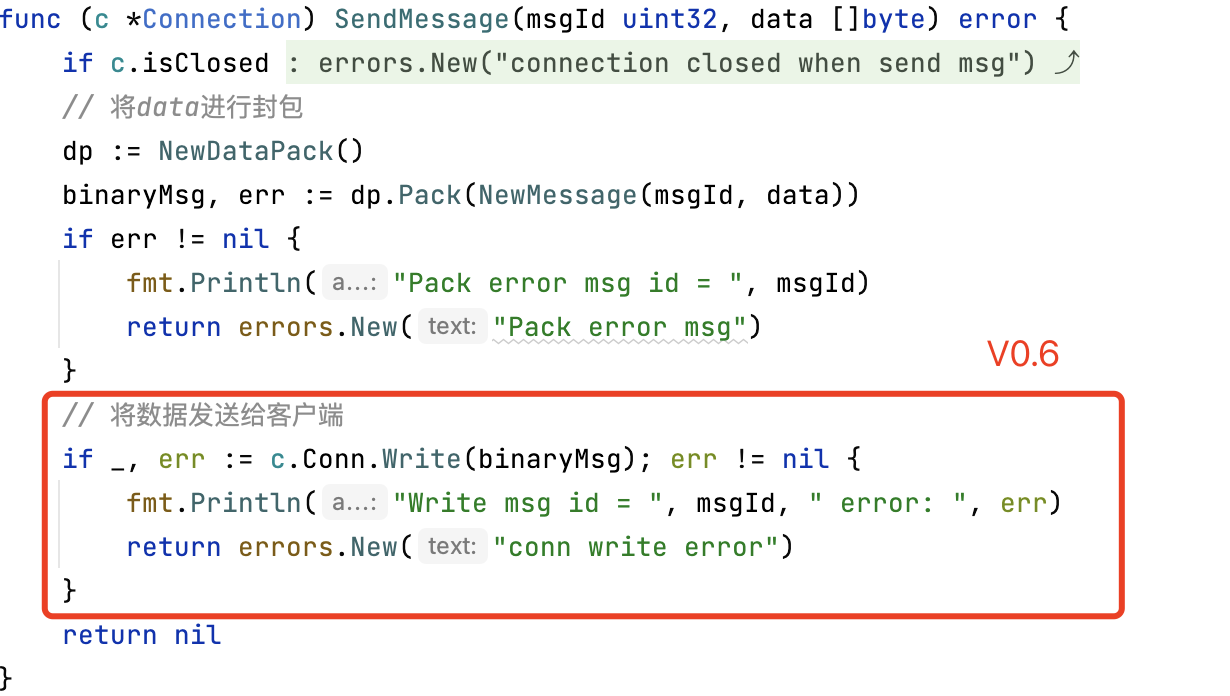 func (c *Connection) SendMessage(msgId uint32, data []byte) error {
if c.isClosed : errors.New("connection closed when send msg") ⤴
// 将data进行封包
dp := NewDataPack()
binaryMsg, err := dp.Pack(NewMessage(msgId, data))
if err != nil {
fmt.Println( a...: "Pack error msg id = ", msgId)
return errors.New( text: "Pack error msg")
}
V0.6
// 将数据发送给客户端
if _, err := c.Conn.Write(binaryMsg); err != nil {
fmt.Println( a...: "Write msg id = ", msgId, " error: ", err)
return errors.New( text: "conn write error")
}
return nil
}